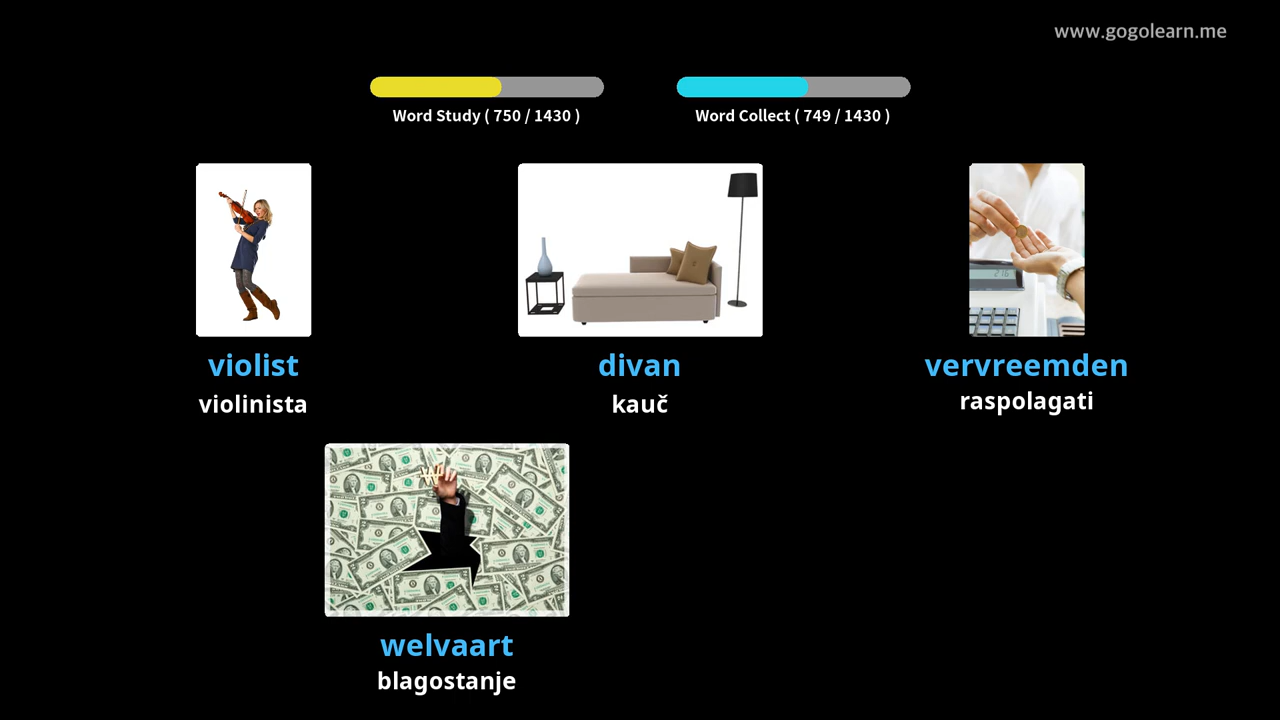 www.gogolearn.me
Word Study ( 750 / 1430 )
Word Collect ( 749 / 1430 )
violist
violinista
divan
kauč
vervreemden
raspolagati
welvaart
blagostanje